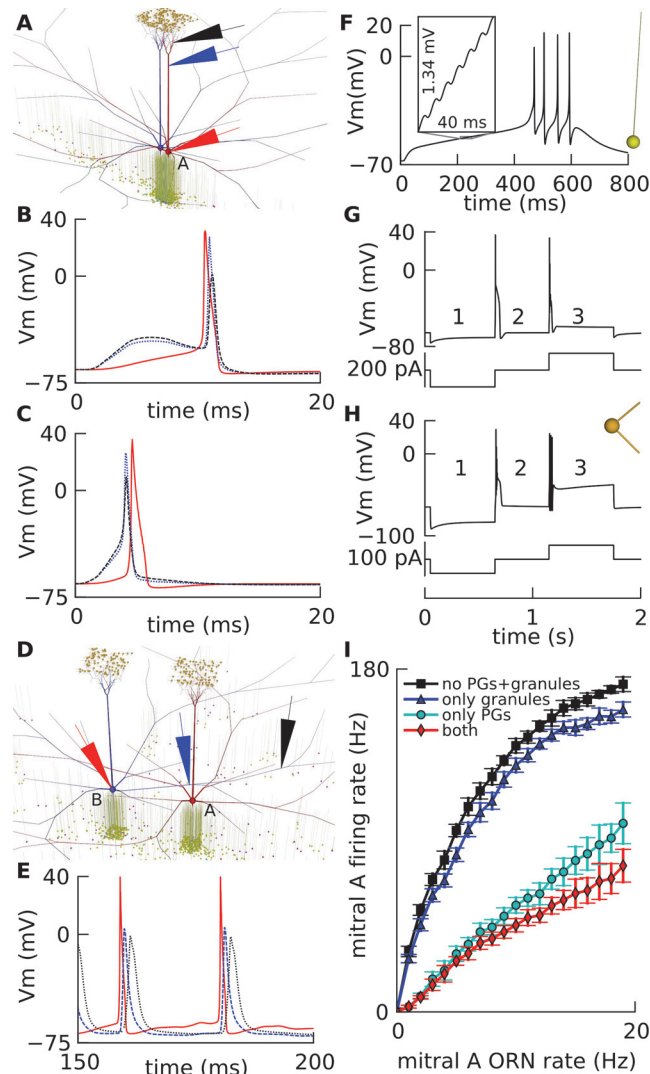 A
A
B
40
0
−75
Vm (mV)
time (ms)
20
C
40
0
−75
Vm (mV)
0
time (ms)
20
D
B
A
E
40
0
−75
Vm (mV)
150
time (ms)
200
F
20
0
−70
Vm(mV)
1.34 mV
40 ms
200
400
600
800
time (ms)
G
40
0
−80
Vm (mV)
1
2
3
200 pA
H
40
0
−100
Vm (mV)
1
2
3
100 pA
0
1
2
time (s)
I
180
0
mitral A firing rate (Hz)
no PGs+granules
only granules
only PGs
both
0
20
mitral A ORN rate (Hz)